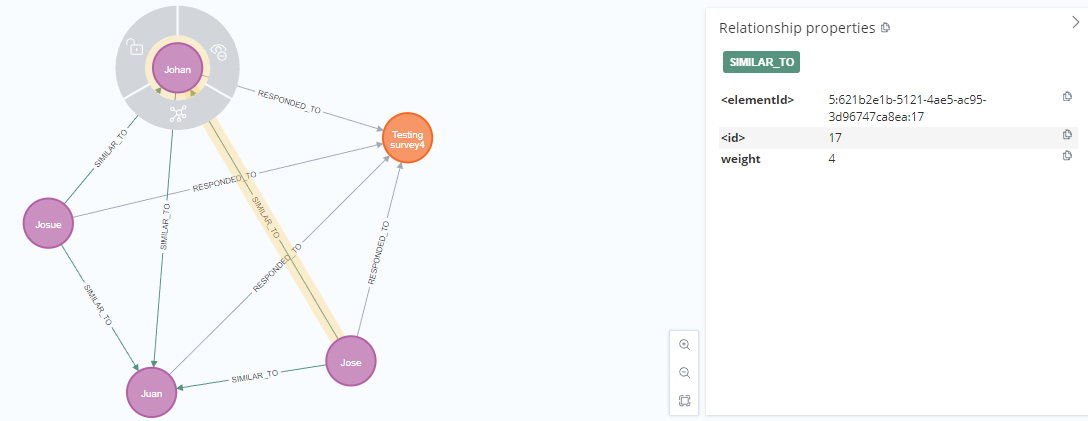 Johan
RESPONDED_TO
Testing
survey4
SIMILAR_TO
RESPONDED_TO
Josue
SIMILAR_TO
SIMILAR_TO
RESPONDED_TO
RESPONDED_TO
SIMILAR_TO
Jose
SIMILAR_TO
Juan
Relationship properties
SIMILAR_TO
<elementId> 5:621b2e1b-5121-4ae5-ac95-
3d96747ca8ea:17
<id> 17
weight 4